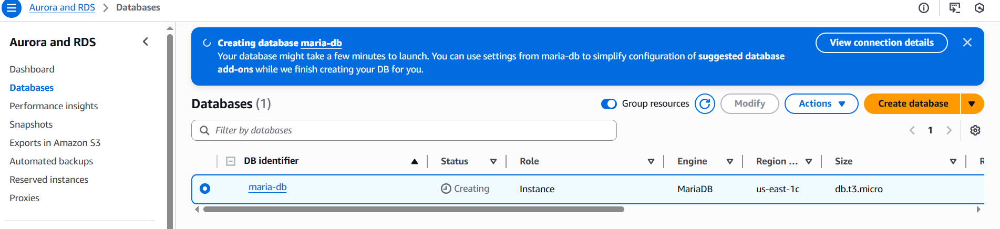 Aurora and RDS > Databases
Aurora and RDS
Dashboard
Databases
Performance insights
Snapshots
Exports in Amazon S3
Automated backups
Reserved instances
Proxies
Creating database maria-db
Your database might take a few minutes to launch. You can use settings from maria-db to simplify configuration of suggested database
add-ons while we finish creating your DB for you.
View connection details
Databases (1)
Group resources
Modify
Actions
Create database
Filter by databases
1
DB identifier Status Role Engine Region ... Size
maria-db Creating Instance MariaDB us-east-1c db.t3.micro